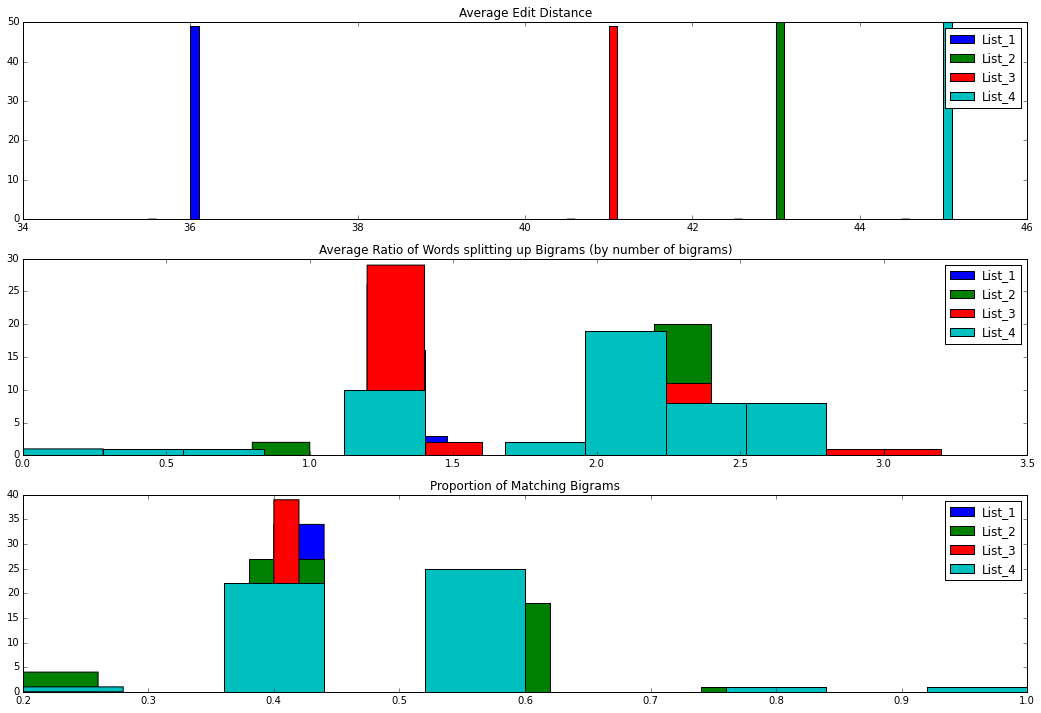 Average Edit Distance
50
40
30
20
10
0
34 36 38 40 42 44 46
List_1
List_2
List_3
List_4
Average Ratio of Words splitting up Bigrams (by number of bigrams)
30
25
20
15
10
5
0
0.0 0.5 1.0 1.5 2.0 2.5 3.0 3.5
List_1
List_2
List_3
List_4
Proportion of Matching Bigrams
40
35
30
25
20
15
10
5
0
0.2 0.3 0.4 0.5 0.6 0.7 0.8 0.9 1.0
List_1
List_2
List_3
List_4